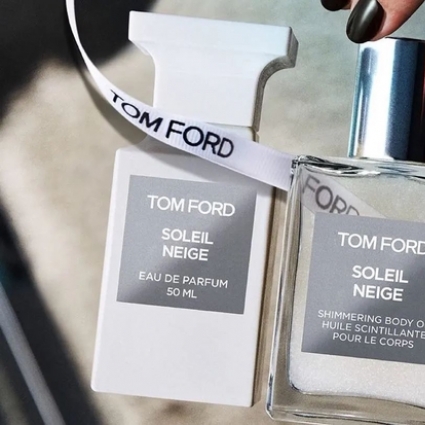 TOM FORD
TOM FORD
SOLEIL
NEIGE
EAU DE PARFUM
50 ML
FORD
TOM FORD
SOLEIL
NEIGE
SHIMMERING BODY O
HUILE SCINTILLANTE
POUR LE CORPS